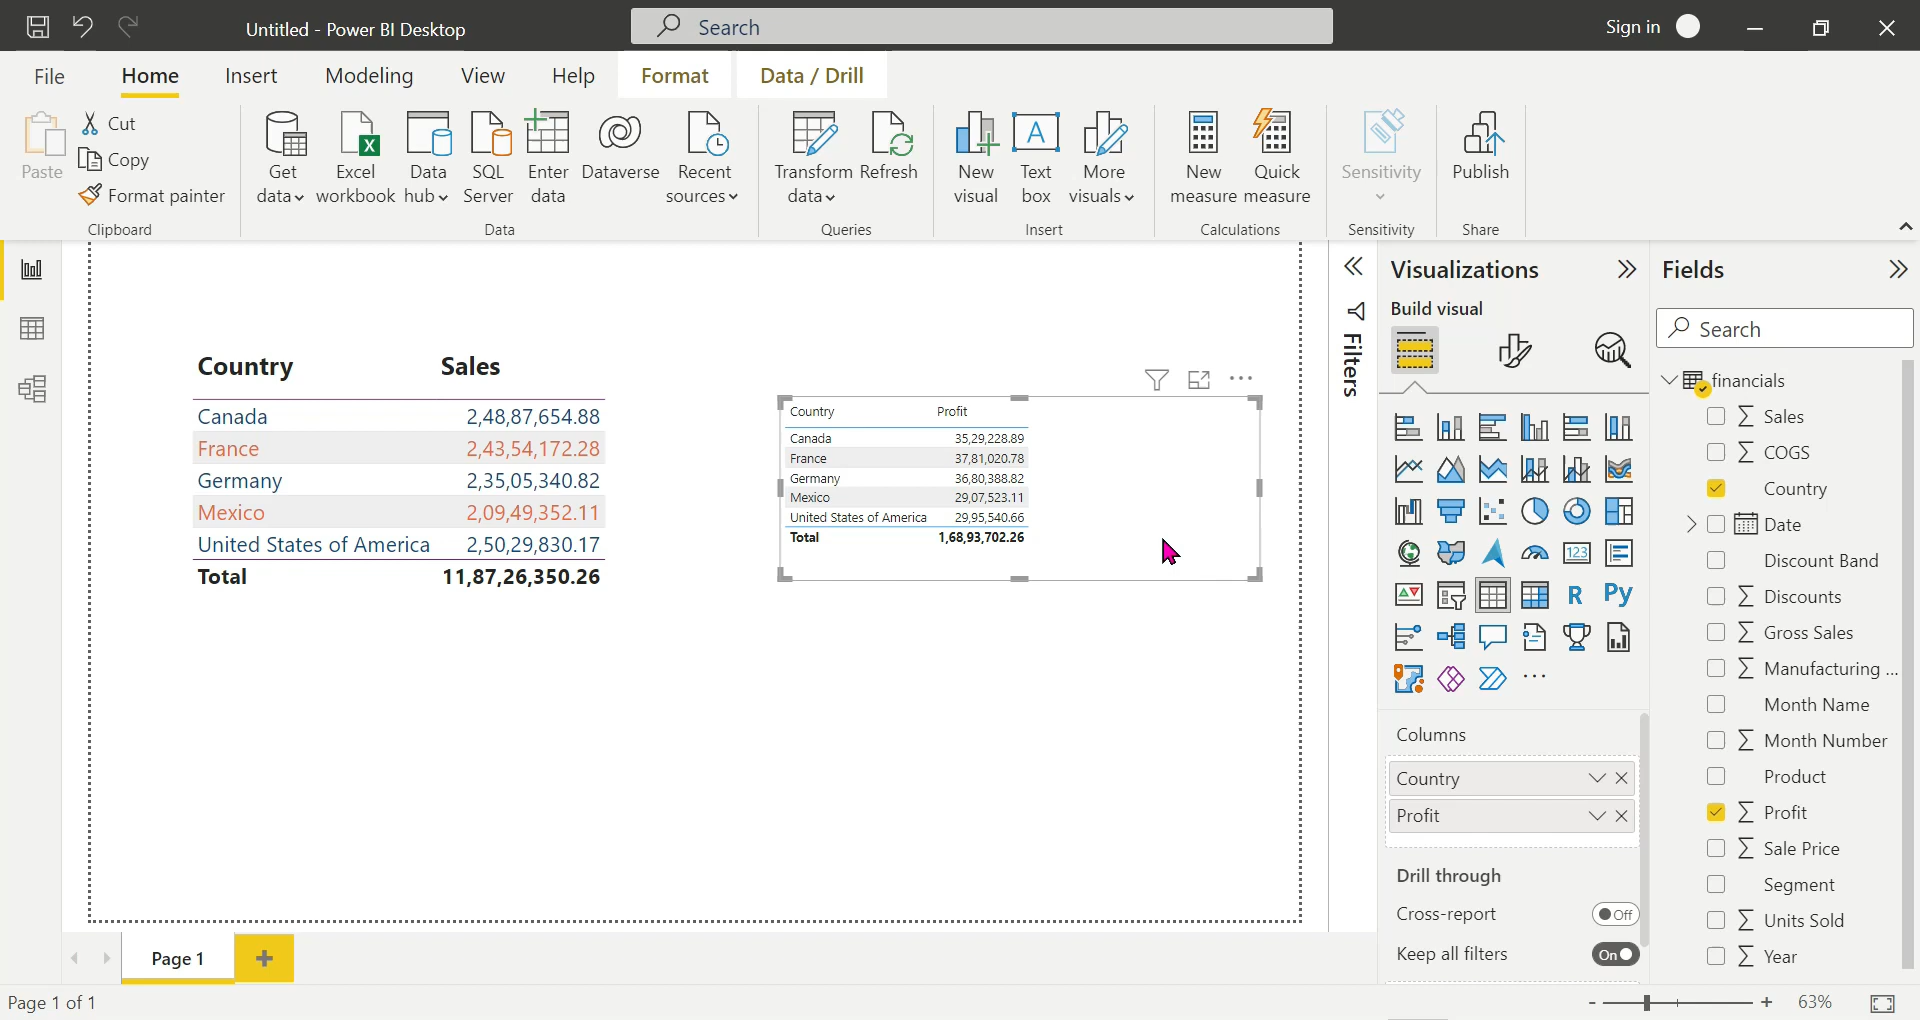 Untitled - Power BI Desktop
Search
Sign in
File
Home
Insert
Modeling
View
Help
Format
Data / Drill
Paste
Cut
Copy
Format painter
Clipboard
Get data
Excel workbook
Data hub
SQL Server
Enter data
Dataverse
Recent sources
Data
Transform data
Refresh
Queries
New visual
Text box
More visuals
Insert
New measure
Quick measure
Calculations
Sensitivity
Sensitivity
Publish
Share
Country Sales
Canada 2,48,87,654.88
France 2,43,54,172.28
Germany 2,35,05,340.82
Mexico 2,09,49,352.11
United States of America 2,50,29,830.17
Total 11,87,26,350.26
Country Profit
Canada 35,29,228.89
France 37,81,020.78
Germany 36,80,388.82
Mexico 29,07,523.11
United States of America 29,95,540.66
Total 1,68,93,702.26
Filters
Visualizations
Build visual
123
R
Py
Columns
Country
Profit
Drill through
Cross-report Off
Keep all filters On
Fields
Search
financials
Sales
COGS
Country
Date
Discount Band
Discounts
Gross Sales
Manufacturing ...
Month Name
Month Number
Product
Profit
Sale Price
Segment
Units Sold
Year
Page 1
Page 1 of 1
63%